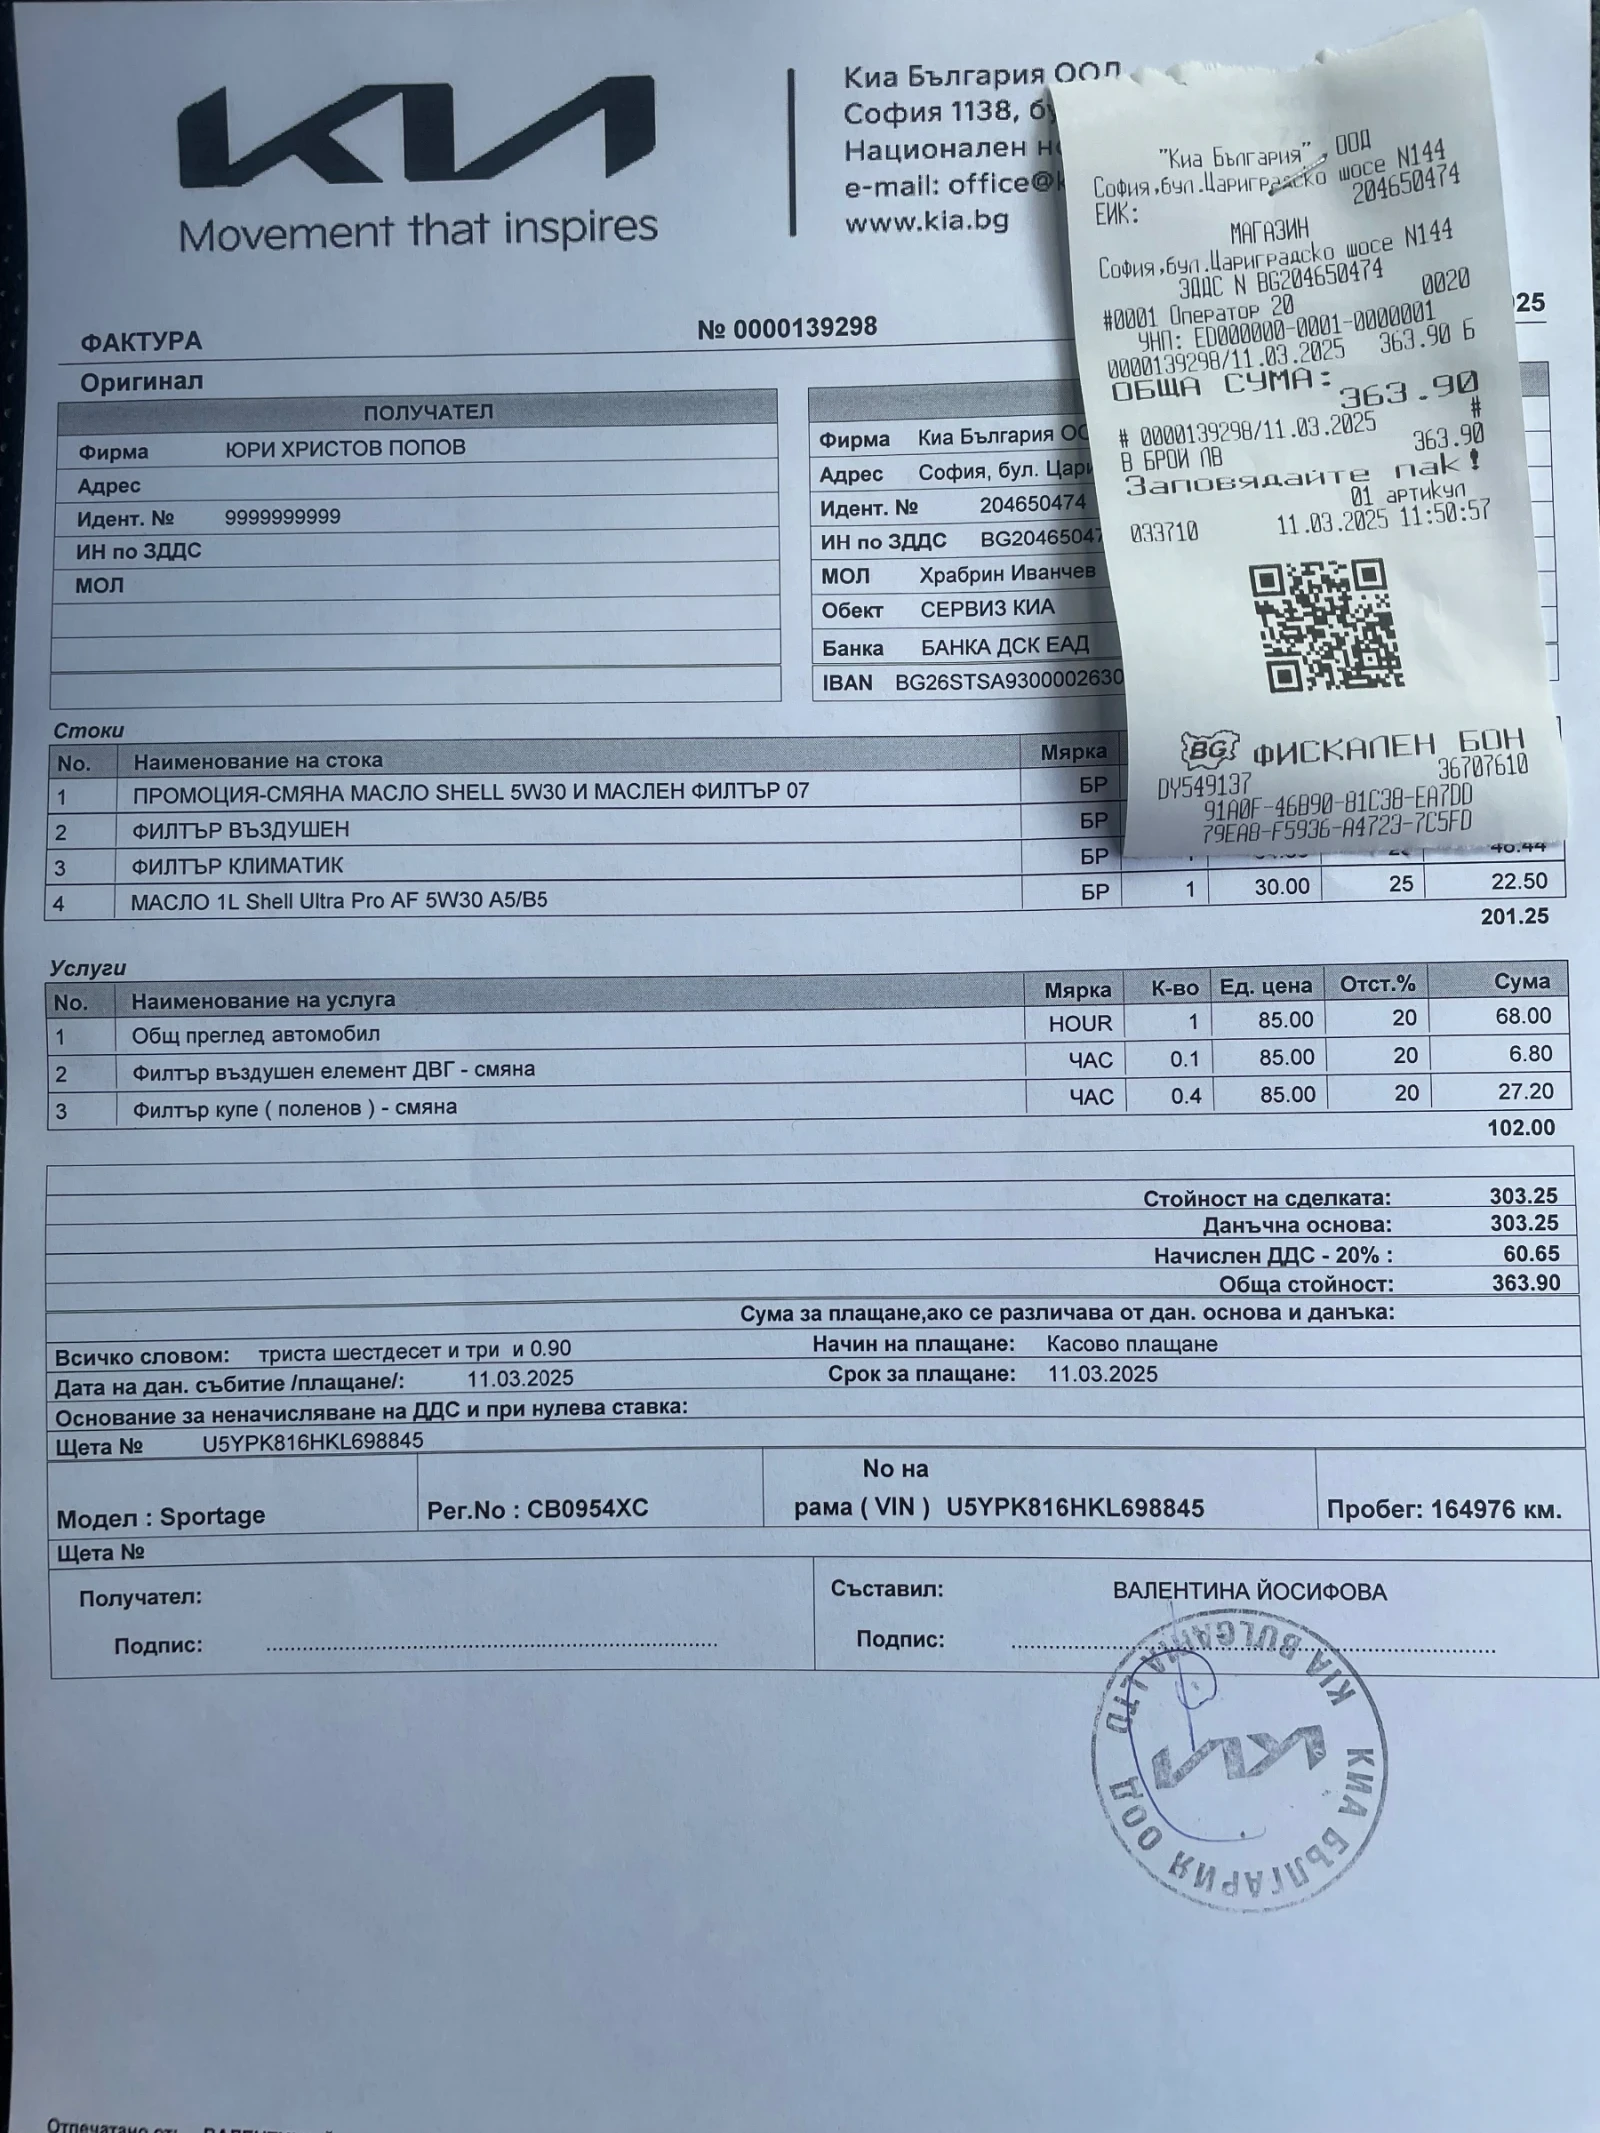 KIA
Movement that inspires
Киа България ООД
София 1138,
Национален
e-mail: office@k
www.kia.bg
ФАКТУРА № 0000139298 25
Оригинал
ПОЛУЧАТЕЛ
Фирма ЮРИ ХРИСТОВ ПОПОВ
Адрес
Идент. № 9999999999
ИН по ЗДДС
МОЛ
Фирма Киа България ОО
Адрес София, бул. Цари
Идент. № 204650474
ИН по ЗДДС BG20465047
МОЛ Храбрин Иванчев
Обект СЕРВИЗ КИА
Банка БАНКА ДСК ЕАД
IBAN BG26STSA9300002630
"Киа България" ООД
София,бул.Цариградско шосе N144
ЕИК: 204650474
МАГАЗИН
София,бул.Цариградско шосе N144
ЗДДС N BG204650474
#0001 Оператор 20 0020
УНП: ED000000-0001-0000001
0000139298/11.03.2025 363.90 Б
ОБЩА СУМА: 363.90
#
# 0000139298/11.03.2025
В БРОЙ ЛВ 363.90
Заповядайте пак!
01 артикул
033710 11.03.2025 11:50:57
BG ФИСКАЛЕН БОН
DY549137 36707610
91A0F-46B90-81C38-EA7DD
79EA8-F5936-A4723-7C5FD
Стоки
No. Наименование на стока Мярка
1 ПРОМОЦИЯ-СМЯНА МАСЛО SHELL 5W30 И МАСЛЕН ФИЛТЪР 07 БР
2 ФИЛТЪР ВЪЗДУШЕН БР
3 ФИЛТЪР КЛИМАТИК БР
4 МАСЛО 1L Shell Ultra Pro AF 5W30 A5/B5 БР 1 30.00 25 22.50
201.25
Услуги
No. Наименование на услуга Мярка К-во Ед. цена Отст.% Сума
1 Общ преглед автомобил HOUR 1 85.00 20 68.00
2 Филтър въздушен елемент ДВГ - смяна ЧАС 0.1 85.00 20 6.80
3 Филтър купе ( поленов ) - смяна ЧАС 0.4 85.00 20 27.20
102.00
Стойност на сделката: 303.25
Данъчна основа: 303.25
Начислен ДДС - 20% : 60.65
Обща стойност: 363.90
Сума за плащане,ако се различава от дан. основа и данъка:
Всичко словом: триста шестдесет и три и 0.90 Начин на плащане: Касово плащане
Дата на дан. събитие /плащане/: 11.03.2025 Срок за плащане: 11.03.2025
Основание за неначисляване на ДДС и при нулева ставка:
Щета № U5YPK816HKL698845
No на
Модел : Sportage Рег.No : CB0954XC рама ( VIN ) U5YPK816HKL698845 Пробег: 164976 км.
Щета №
Получател: Съставил: ВАЛЕНТИНА ЙОСИФОВА
Подпис: Подпис:
KIA BULGARIA LTD
KIA
КИА БЪЛГАРИЯ ООД